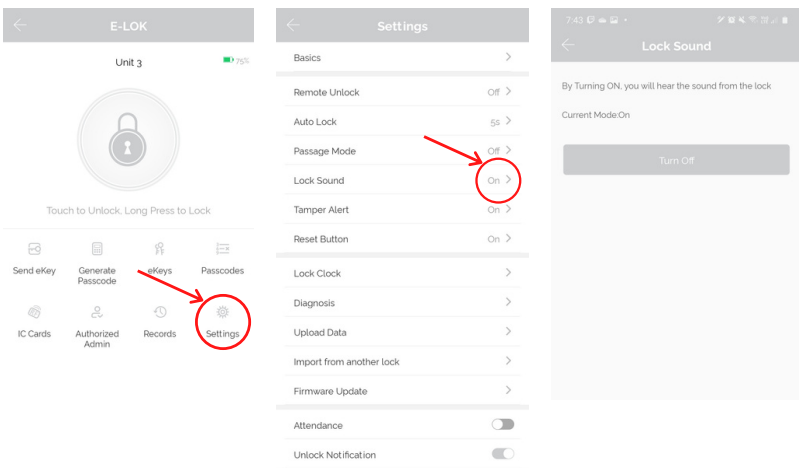 E-LOK
Unit 3
75%
Touch to Unlock, Long Press to Lock
Send eKey
Generate
Passcode
eKeys
Passcodes
IC Cards
Authorized
Admin
Records
Settings
Settings
Basics
Remote Unlock Off
Auto Lock 5s
Passage Mode Off
Lock Sound On
Tamper Alert On
Reset Button On
Lock Clock
Diagnosis
Upload Data
Import from another lock
Firmware Update
Attendance
Unlock Notification
7:43
Lock Sound
By Turning ON, you will hear the sound from the lock
Current Mode:On
Turn Off